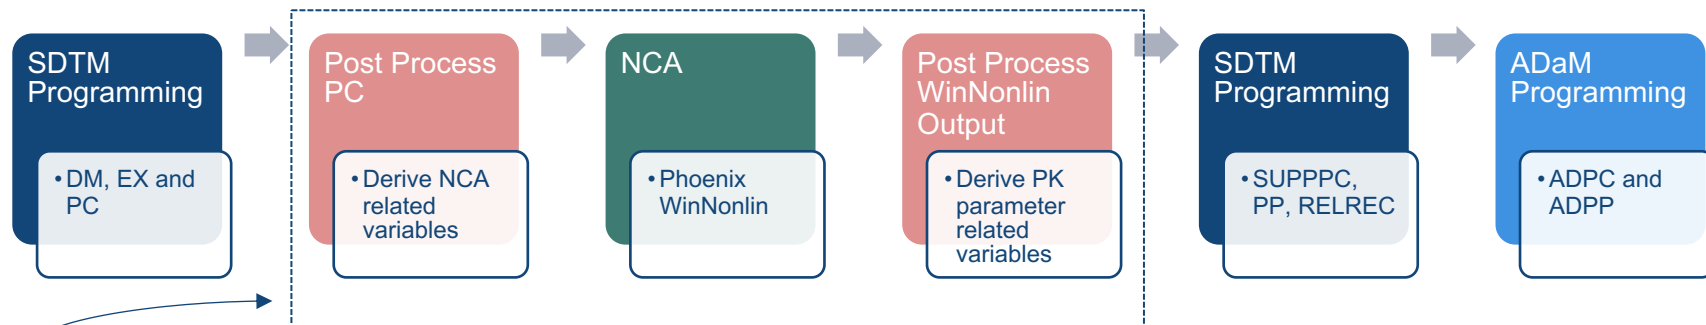 SDTM
Programming
•DM, EX and
PC
Post Process
PC
•Derive NCA
related
variables
NCA
•Phoenix
WinNonlin
Post Process
WinNonlin
Output
•Derive PK
parameter
related
variables
SDTM
Programming
•SUPPPC,
PP, RELREC
ADaM
Programming
•ADPC and
ADPP